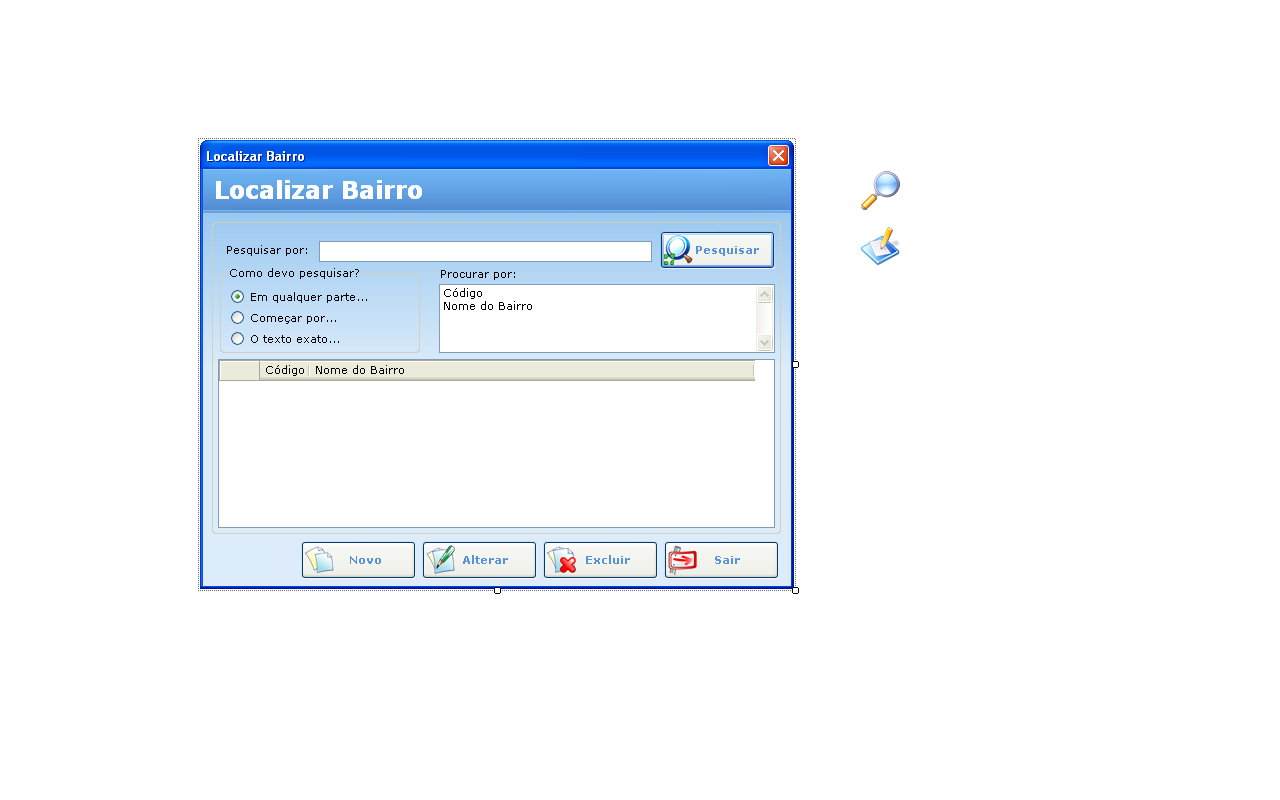 Localizar Bairro
Localizar Bairro
Pesquisar por:
Pesquisar
Como devo pesquisar?
Procurar por:
Em qualquer parte...
Começar por...
O texto exato...
Código
Nome do Bairro
Código Nome do Bairro
Novo Alterar Excluir Sair